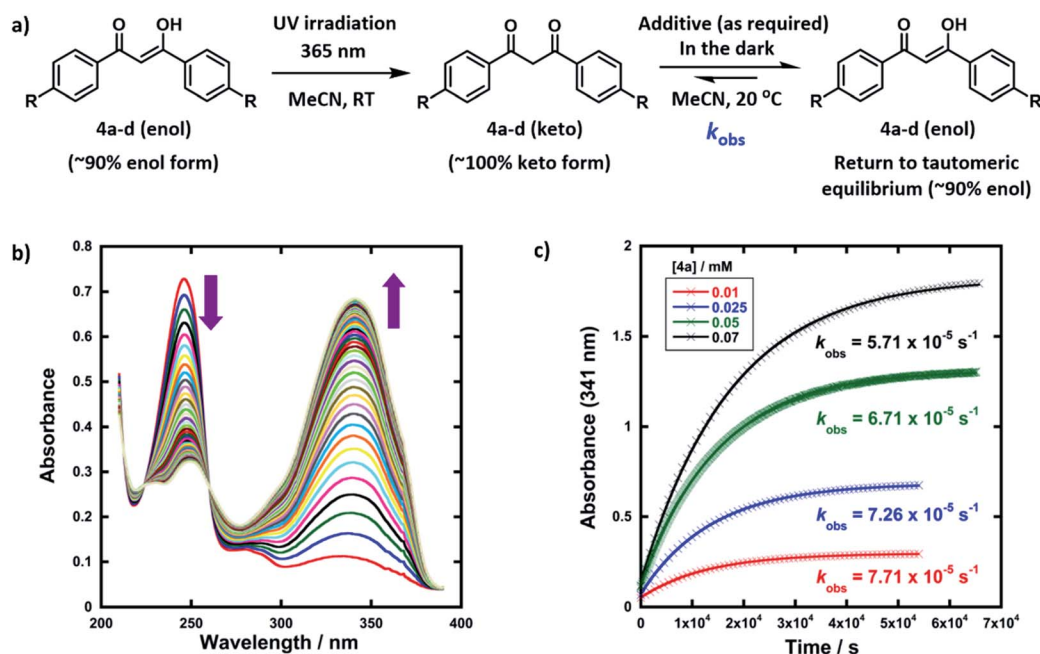 a)
O OH
R R
4a-d (enol)
(~90% enol form)
UV irradiation
365 nm
MeCN, RT
O O
R R
4a-d (keto)
(~100% keto form)
Additive (as required)
In the dark
MeCN, 20 °C
k_obs
O OH
R R
4a-d (enol)
Return to tautomeric
equilibrium (~90% enol)
b)
0.8
0.7
0.6
0.5
0.4
0.3
0.2
0.1
0
Absorbance
200 250 300 350 400
Wavelength / nm
c)
2
1.5
1
0.5
0
Absorbance (341 nm)
[4a] / mM
0.01
0.025
0.05
0.07
k_obs = 5.71 x 10⁻⁵ s⁻¹
k_obs = 6.71 x 10⁻⁵ s⁻¹
k_obs = 7.26 x 10⁻⁵ s⁻¹
k_obs = 7.71 x 10⁻⁵ s⁻¹
0 1x10⁴ 2x10⁴ 3x10⁴ 4x10⁴ 5x10⁴ 6x10⁴ 7x10⁴
Time / s